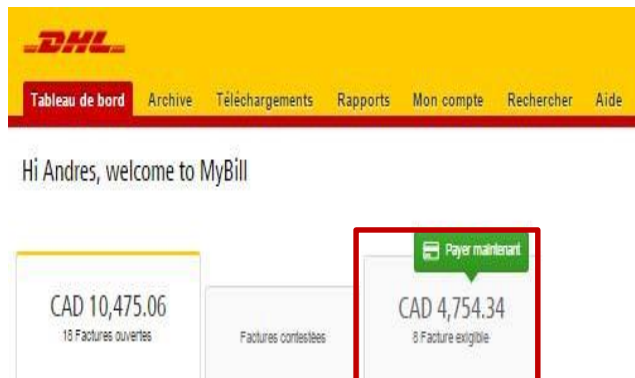 DHL
Tableau de bord Archive Téléchargements Rapports Mon compte Rechercher Aide
Hi Andres, welcome to MyBill
Payer maintenant
CAD 10,475.06
18 Factures ouvertes
Factures contestées
CAD 4,754.34
8 Facture exigible